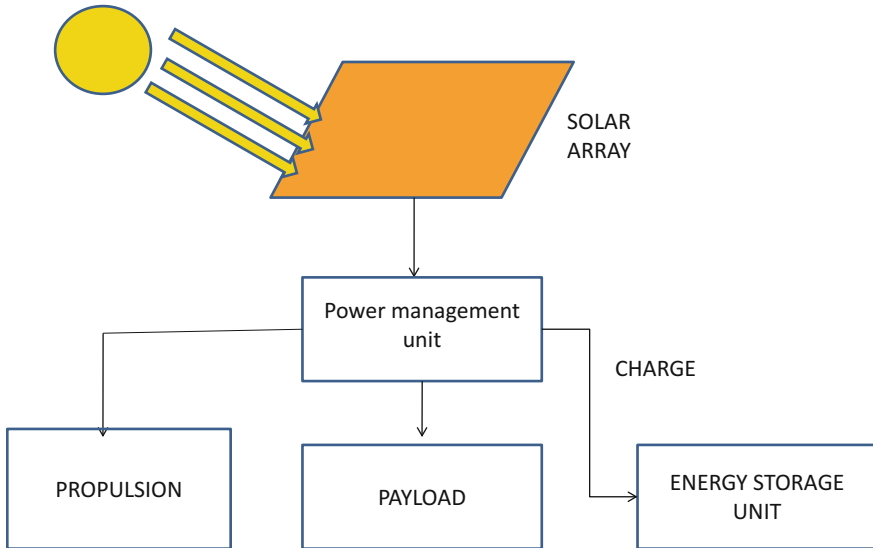 SOLAR
ARRAY
Power management
unit
CHARGE
PROPULSION
PAYLOAD
ENERGY STORAGE
UNIT